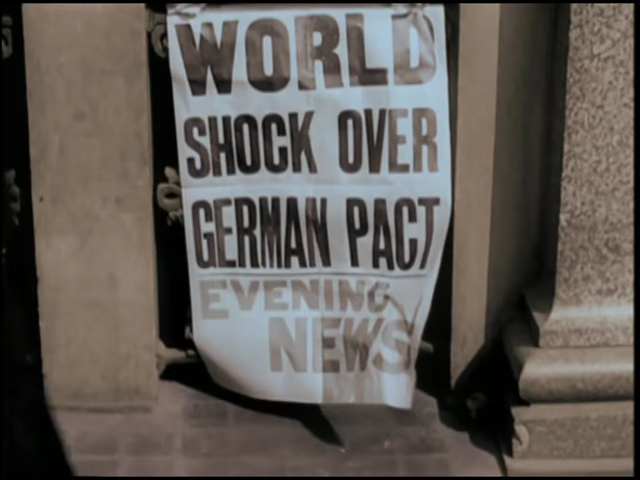 WORLD
SHOCK OVER
GERMAN PACT
EVENING
NEWS